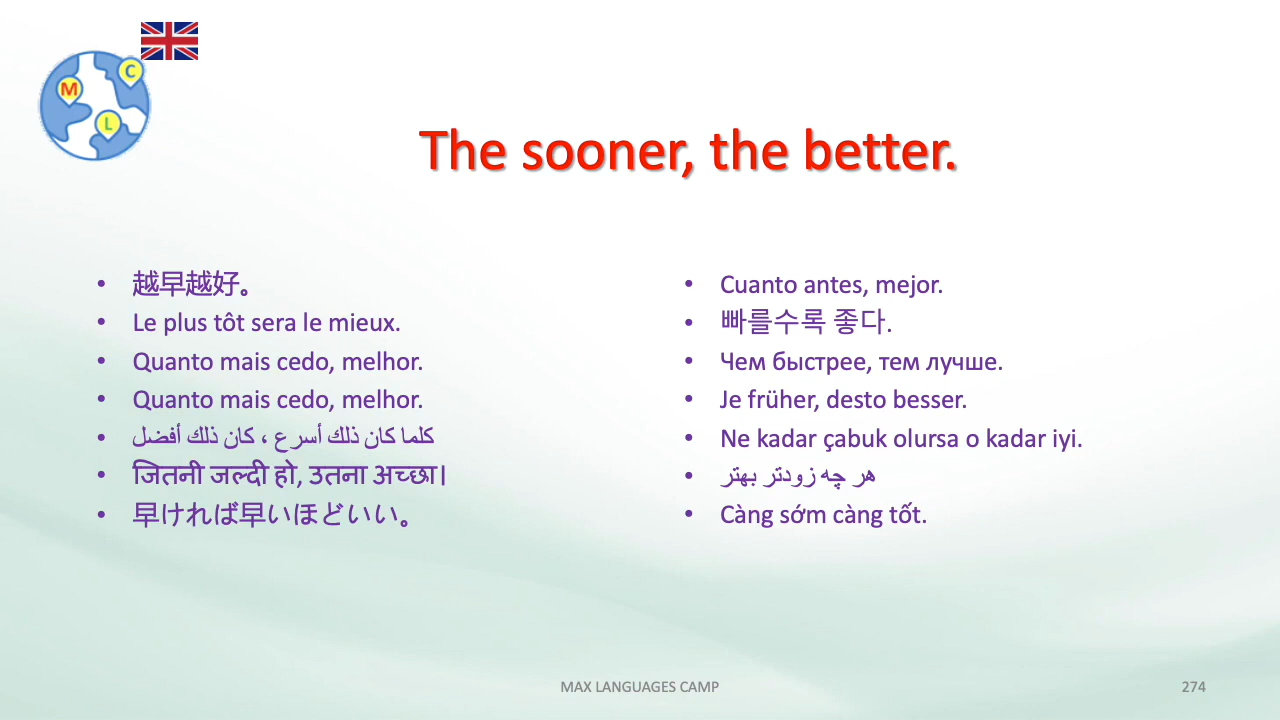 C
M
L
The sooner, the better.
• 越早越好。
• Le plus tôt sera le mieux.
• Quanto mais cedo, melhor.
• Quanto mais cedo, melhor.
• كلما كان ذلك أسرع ، كان ذلك أفضل
• जितनी जल्दी हो, उतना अच्छा।
• 早ければ早いほどいい。
• Cuanto antes, mejor.
• 빠를수록 좋다.
• Чем быстрее, тем лучше.
• Je früher, desto besser.
• Ne kadar çabuk olursa o kadar iyi.
• هر چه زودتر بهتر
• Càng sớm càng tốt.
MAX LANGUAGES CAMP
274